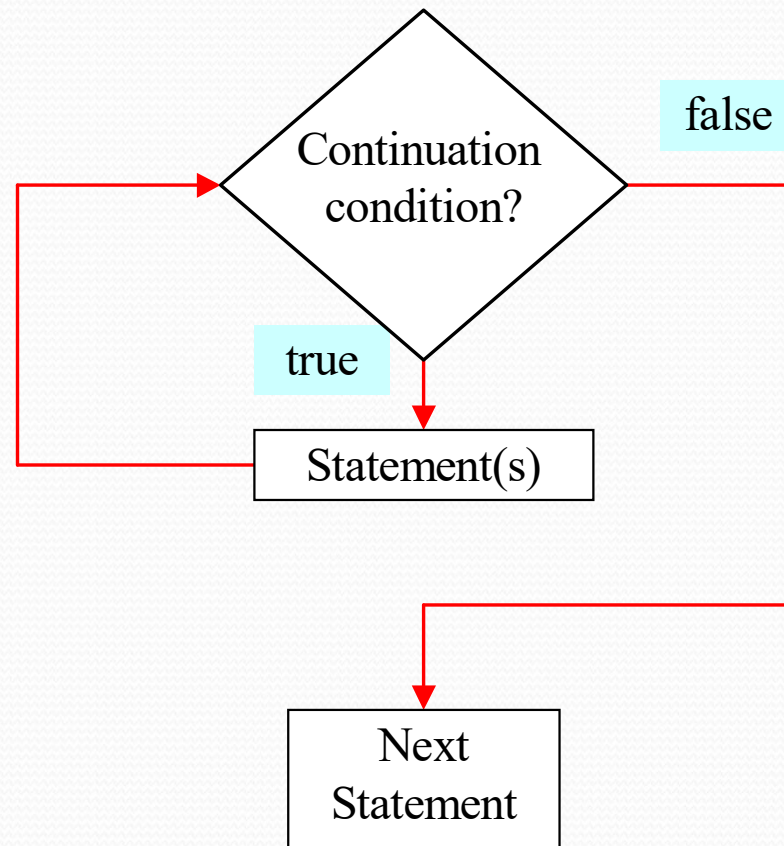 false
Continuation
condition?
true
Statement(s)
Next
Statement